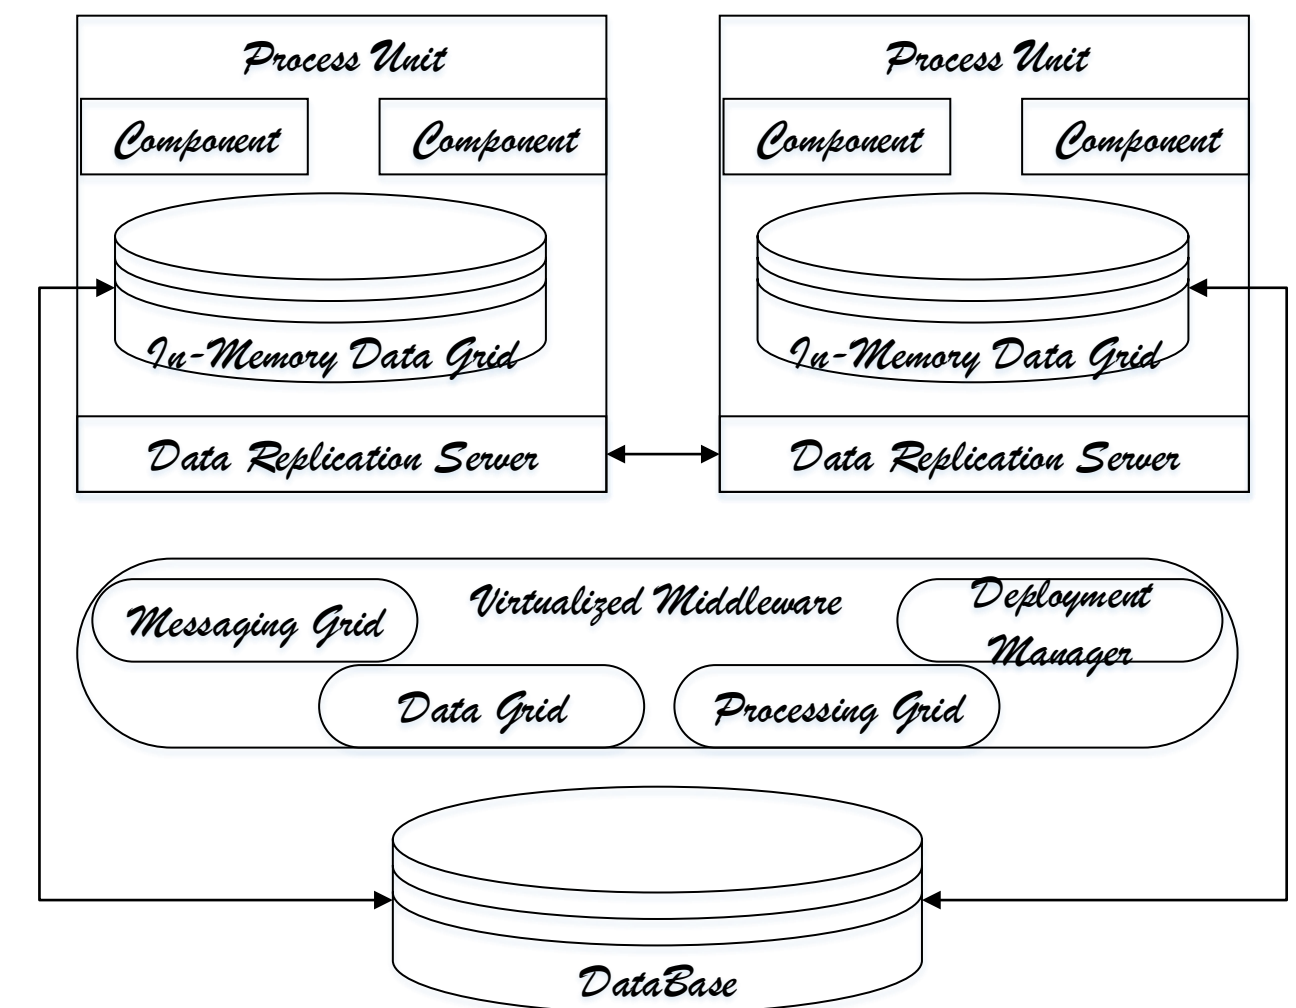 Process Unit
Component
Component
In-Memory Data Grid
Data Replication Server
Process Unit
Component
Component
In-Memory Data Grid
Data Replication Server
Virtualized Middleware
Messaging Grid
Data Grid
Processing Grid
Deployment
Manager
DataBase